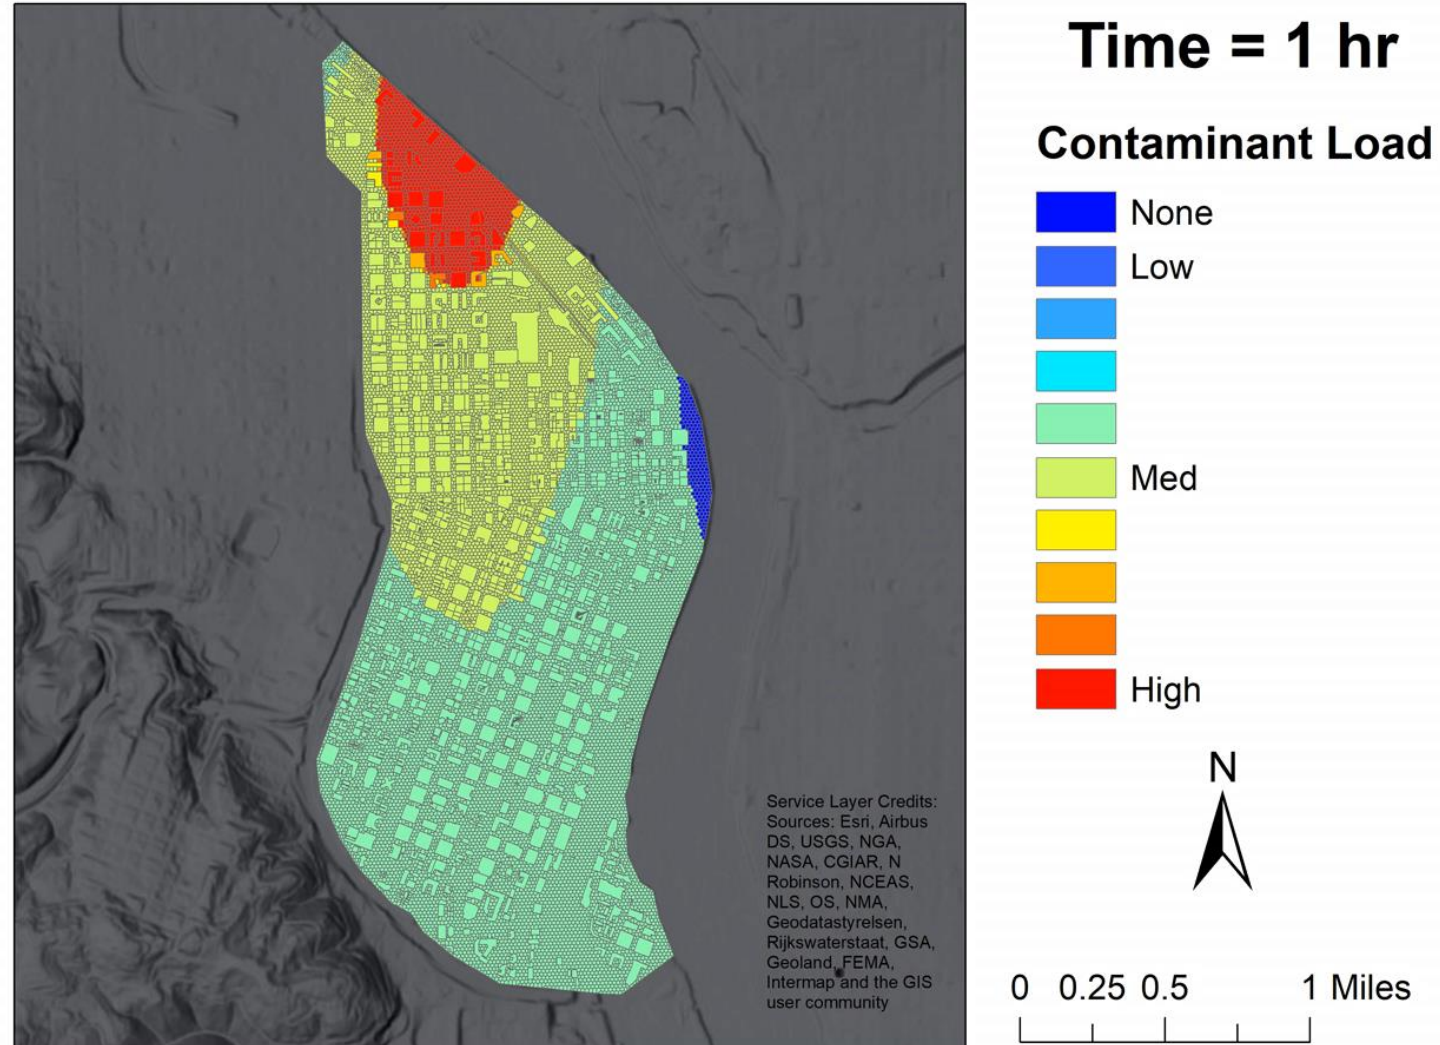 Time = 1 hr
Contaminant Load
None
Low
Med
High
N
Service Layer Credits:
Sources: Esri, Airbus
DS, USGS, NGA,
NASA, CGIAR, N
Robinson, NCEAS,
NLS, OS, NMA,
Geodatastyrelsen,
Rijkswaterstaat, GSA,
Geoland, FEMA,
Intermap and the GIS
user community
0 0.25 0.5 1 Miles